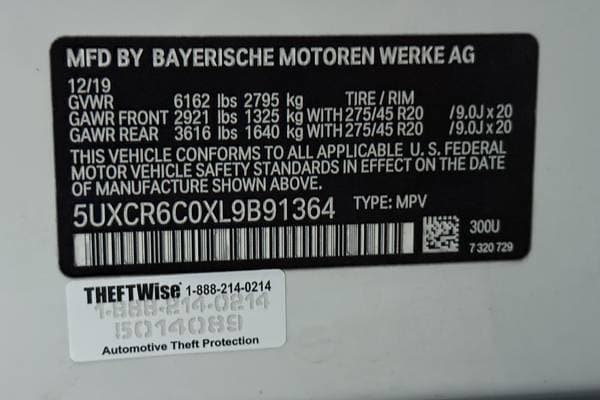 MFD BY BAYERISCHE MOTOREN WERKE AG
12/19
GVWR 6162 lbs 2795 kg TIRE / RIM
GAWR FRONT 2921 lbs 1325 kg WITH 275/45 R20 /9.0J x 20
GAWR REAR 3616 lbs 1640 kg WITH 275/45 R20 /9.0J x 20
THIS VEHICLE CONFORMS TO ALL APPLICABLE U. S. FEDERAL
MOTOR VEHICLE SAFETY STANDARDS IN EFFECT ON THE DATE
OF MANUFACTURE SHOWN ABOVE.
5UXCR6C0XL9B91364 TYPE: MPV
300U
7 320 729
THEFTWise 1-888-214-0214
1-888-214-0214
15014089
Automotive Theft Protection